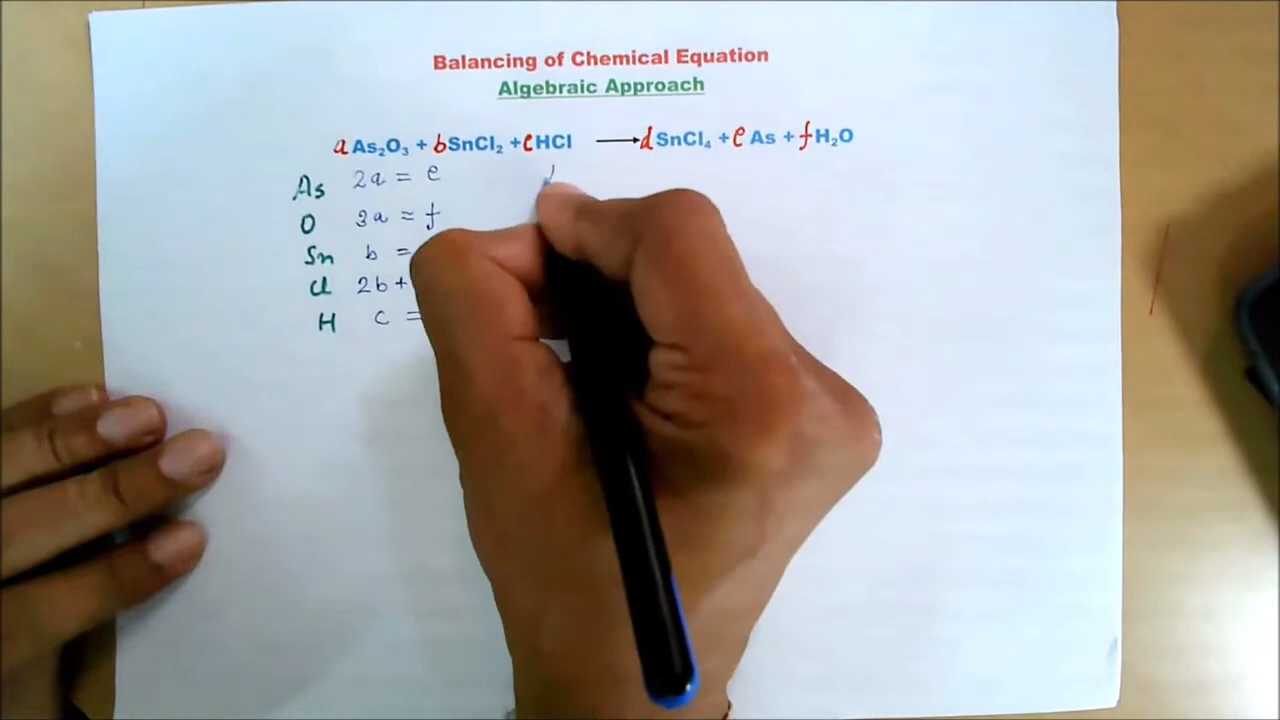 Balancing of Chemical Equation
Algebraic Approach
a As₂O₃ + b SnCl₂ + c HCl ⟶ d SnCl₄ + e As + f H₂O
As 2a = e
O 3a = f
Sn b =
Cl 2b +
H c =